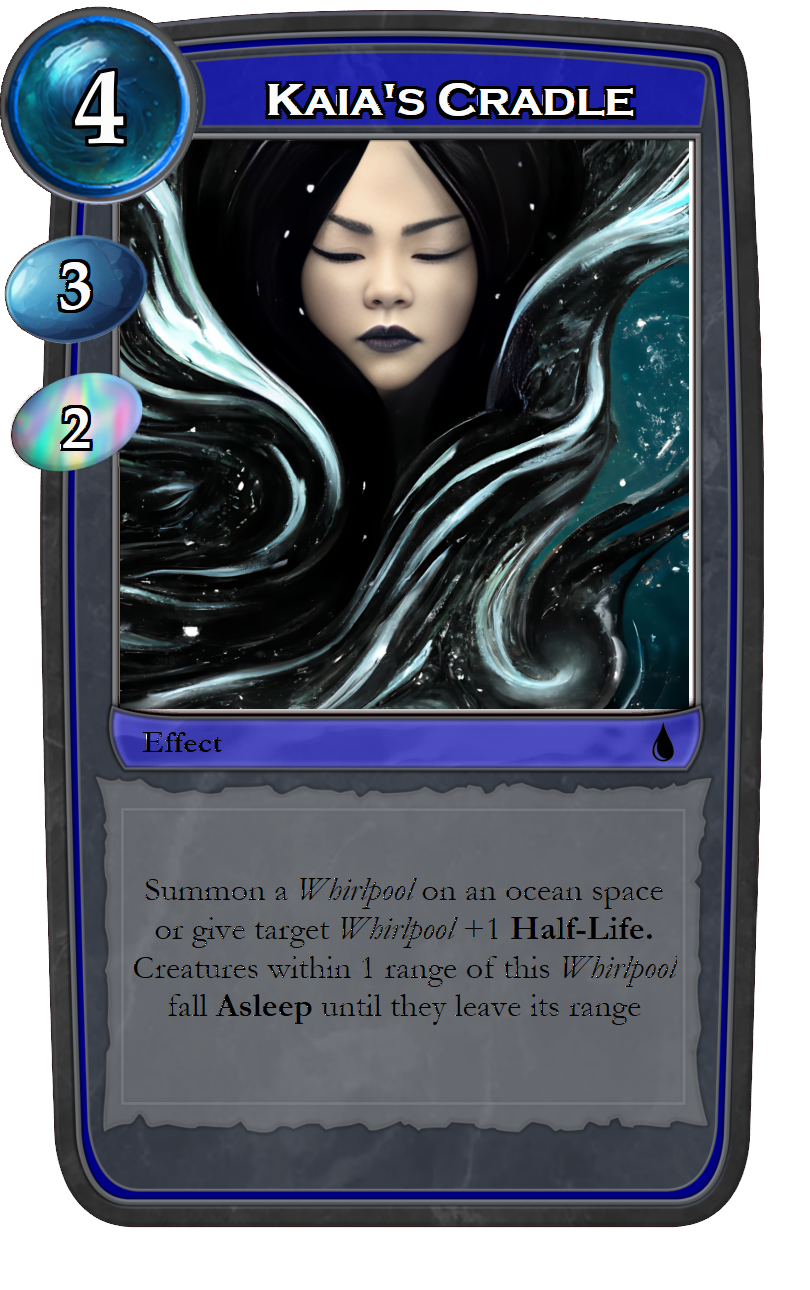 4
Kaia's Cradle
3
2
Effect
Summon a Whirlpool on an ocean space
or give target Whirlpool +1 Half-Life.
Creatures within 1 range of this Whirlpool
fall Asleep until they leave its range